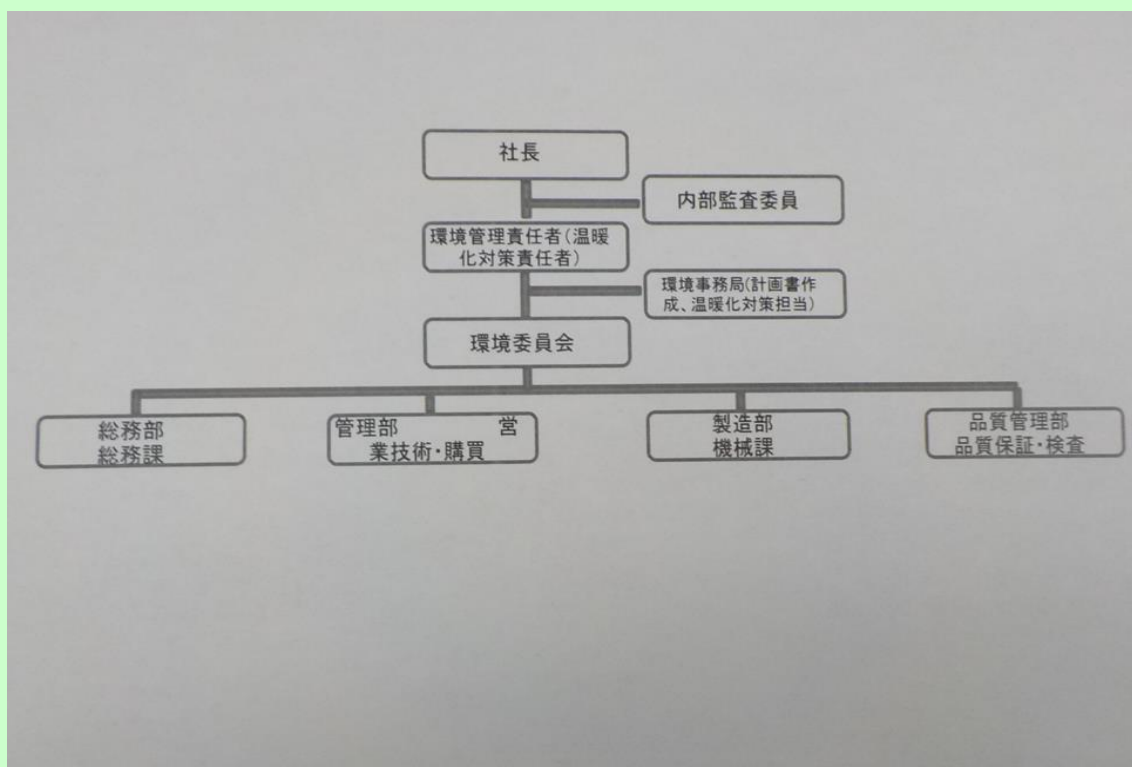 社長
内部監査委員
環境管理責任者(温暖
化対策責任者)
環境事務局(計画書作
成、温暖化対策担当)
環境委員会
総務部
総務課
管理部 営
業技術・購買
製造部
機械課
品質管理部
品質保証・検査